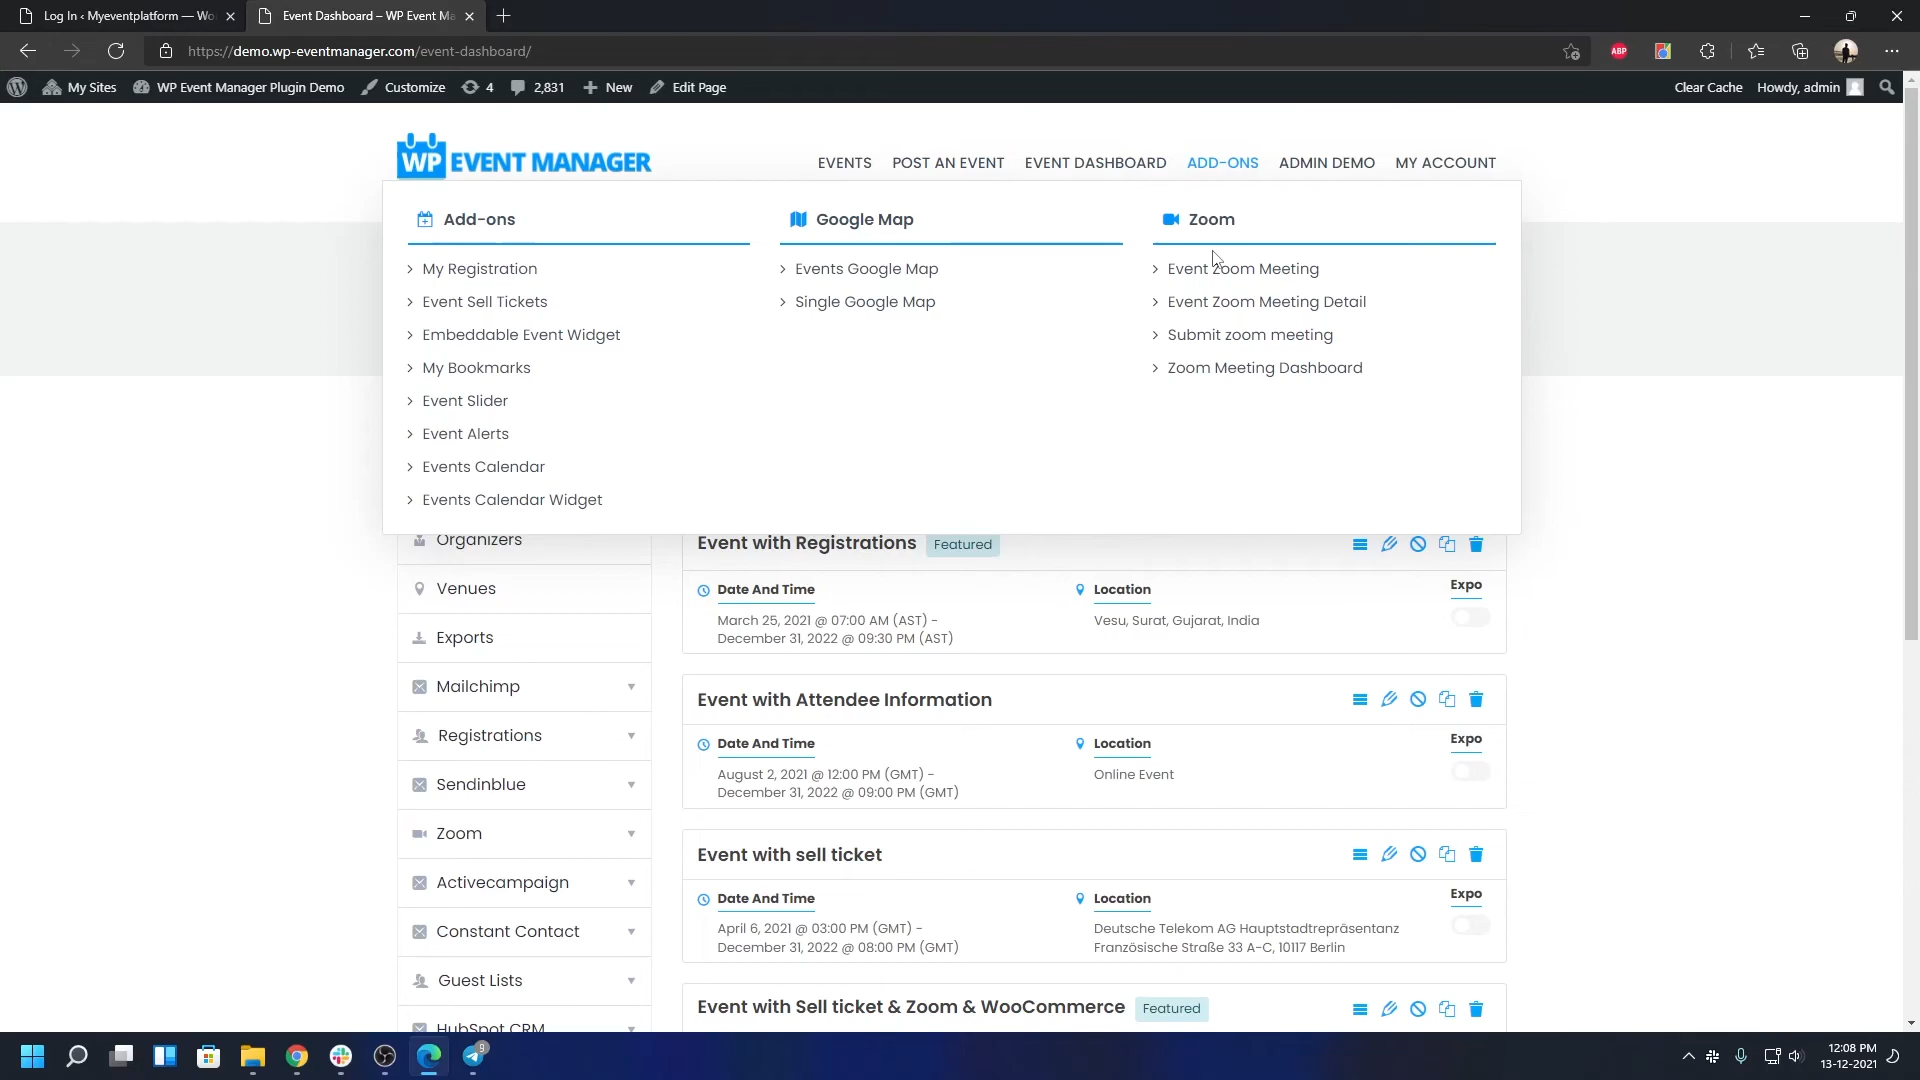 Log In ‹ Myeventplatform — Wo
Event Dashboard – WP Event Ma
https://demo.wp-eventmanager.com/event-dashboard/
ABP
My Sites
WP Event Manager Plugin Demo
Customize
4
2,831
New
Edit Page
Clear Cache
Howdy, admin
WP EVENT MANAGER
EVENTS
POST AN EVENT
EVENT DASHBOARD
ADD-ONS
ADMIN DEMO
MY ACCOUNT
Add-ons
My Registration
Event Sell Tickets
Embeddable Event Widget
My Bookmarks
Event Slider
Event Alerts
Events Calendar
Events Calendar Widget
Google Map
Events Google Map
Single Google Map
Zoom
Event Zoom Meeting
Event Zoom Meeting Detail
Submit zoom meeting
Zoom Meeting Dashboard
Organizers
Venues
Exports
Mailchimp
Registrations
Sendinblue
Zoom
Activecampaign
Constant Contact
Guest Lists
HubSpot CRM
Event with Registrations Featured
Date And Time
March 25, 2021 @ 07:00 AM (AST) -
December 31, 2022 @ 09:30 PM (AST)
Location
Vesu, Surat, Gujarat, India
Expo
Event with Attendee Information
Date And Time
August 2, 2021 @ 12:00 PM (GMT) -
December 31, 2022 @ 09:00 PM (GMT)
Location
Online Event
Expo
Event with sell ticket
Date And Time
April 6, 2021 @ 03:00 PM (GMT) -
December 31, 2022 @ 08:00 PM (GMT)
Location
Deutsche Telekom AG Hauptstadtrepräsentanz
Französische Straße 33 A-C, 10117 Berlin
Expo
Event with Sell ticket & Zoom & WooCommerce Featured
9
12:08 PM
13-12-2021